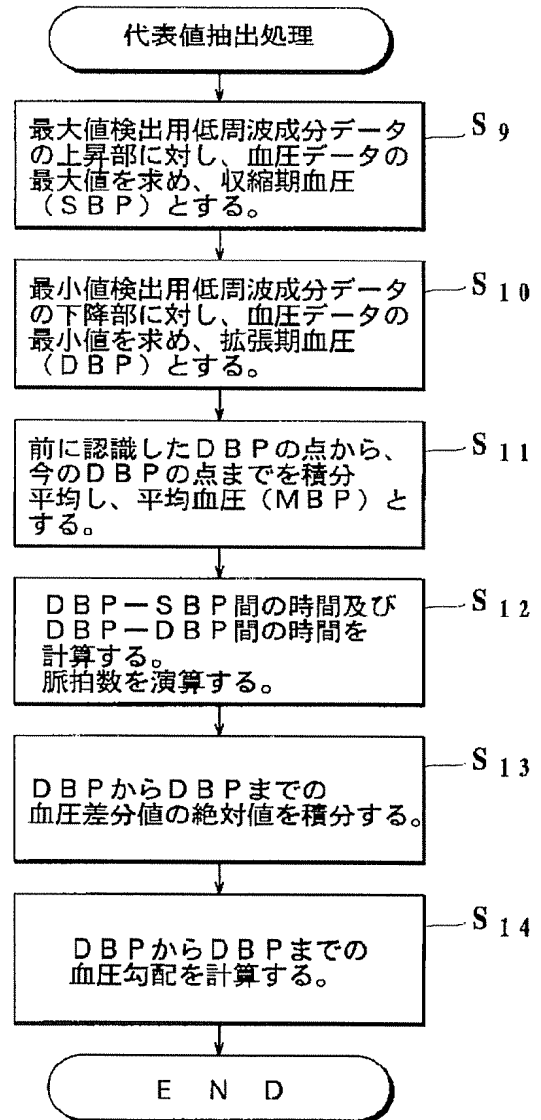 代表値抽出処理
最大値検出用低周波成分データ
の上昇部に対し、血圧データの
最大値を求め、収縮期血圧
(SBP)とする。
S 9
最小値検出用低周波成分データ
の下降部に対し、血圧データの
最小値を求め、拡張期血圧
(DBP)とする。
S 10
前に認識したDBPの点から、
今のDBPの点までを積分
平均し、平均血圧(MBP)と
する。
S 11
DBP－SBP間の時間及び
DBP－DBP間の時間を
計算する。
脈拍数を演算する。
S 12
DBPからDBPまでの
血圧差分値の絶対値を積分する。
S 13
DBPからDBPまでの
血圧勾配を計算する。
S 14
END